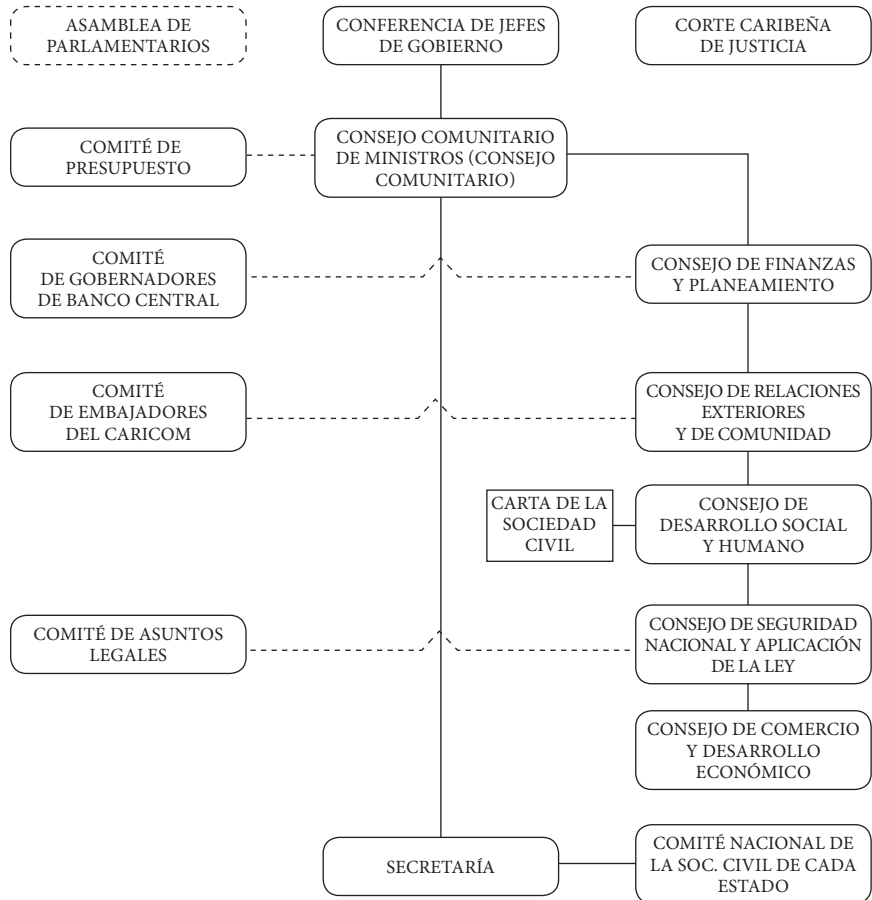 ASAMBLEA DE
PARLAMENTARIOS
CONFERENCIA DE JEFES
DE GOBIERNO
CORTE CARIBEÑA
DE JUSTICIA
COMITÉ DE
PRESUPUESTO
CONSEJO COMUNITARIO
DE MINISTROS (CONSEJO
COMUNITARIO)
COMITÉ
DE GOBERNADORES
DE BANCO CENTRAL
CONSEJO DE FINANZAS
Y PLANEAMIENTO
COMITÉ
DE EMBAJADORES
DEL CARICOM
CONSEJO DE RELACIONES
EXTERIORES
Y DE COMUNIDAD
CARTA DE LA
SOCIEDAD
CIVIL
CONSEJO DE
DESARROLLO SOCIAL
Y HUMANO
COMITÉ DE ASUNTOS
LEGALES
CONSEJO DE SEGURIDAD
NACIONAL Y APLICACIÓN
DE LA LEY
CONSEJO DE COMERCIO
Y DESARROLLO
ECONÓMICO
SECRETARÍA
COMITÉ NACIONAL DE
LA SOC. CIVIL DE CADA
ESTADO